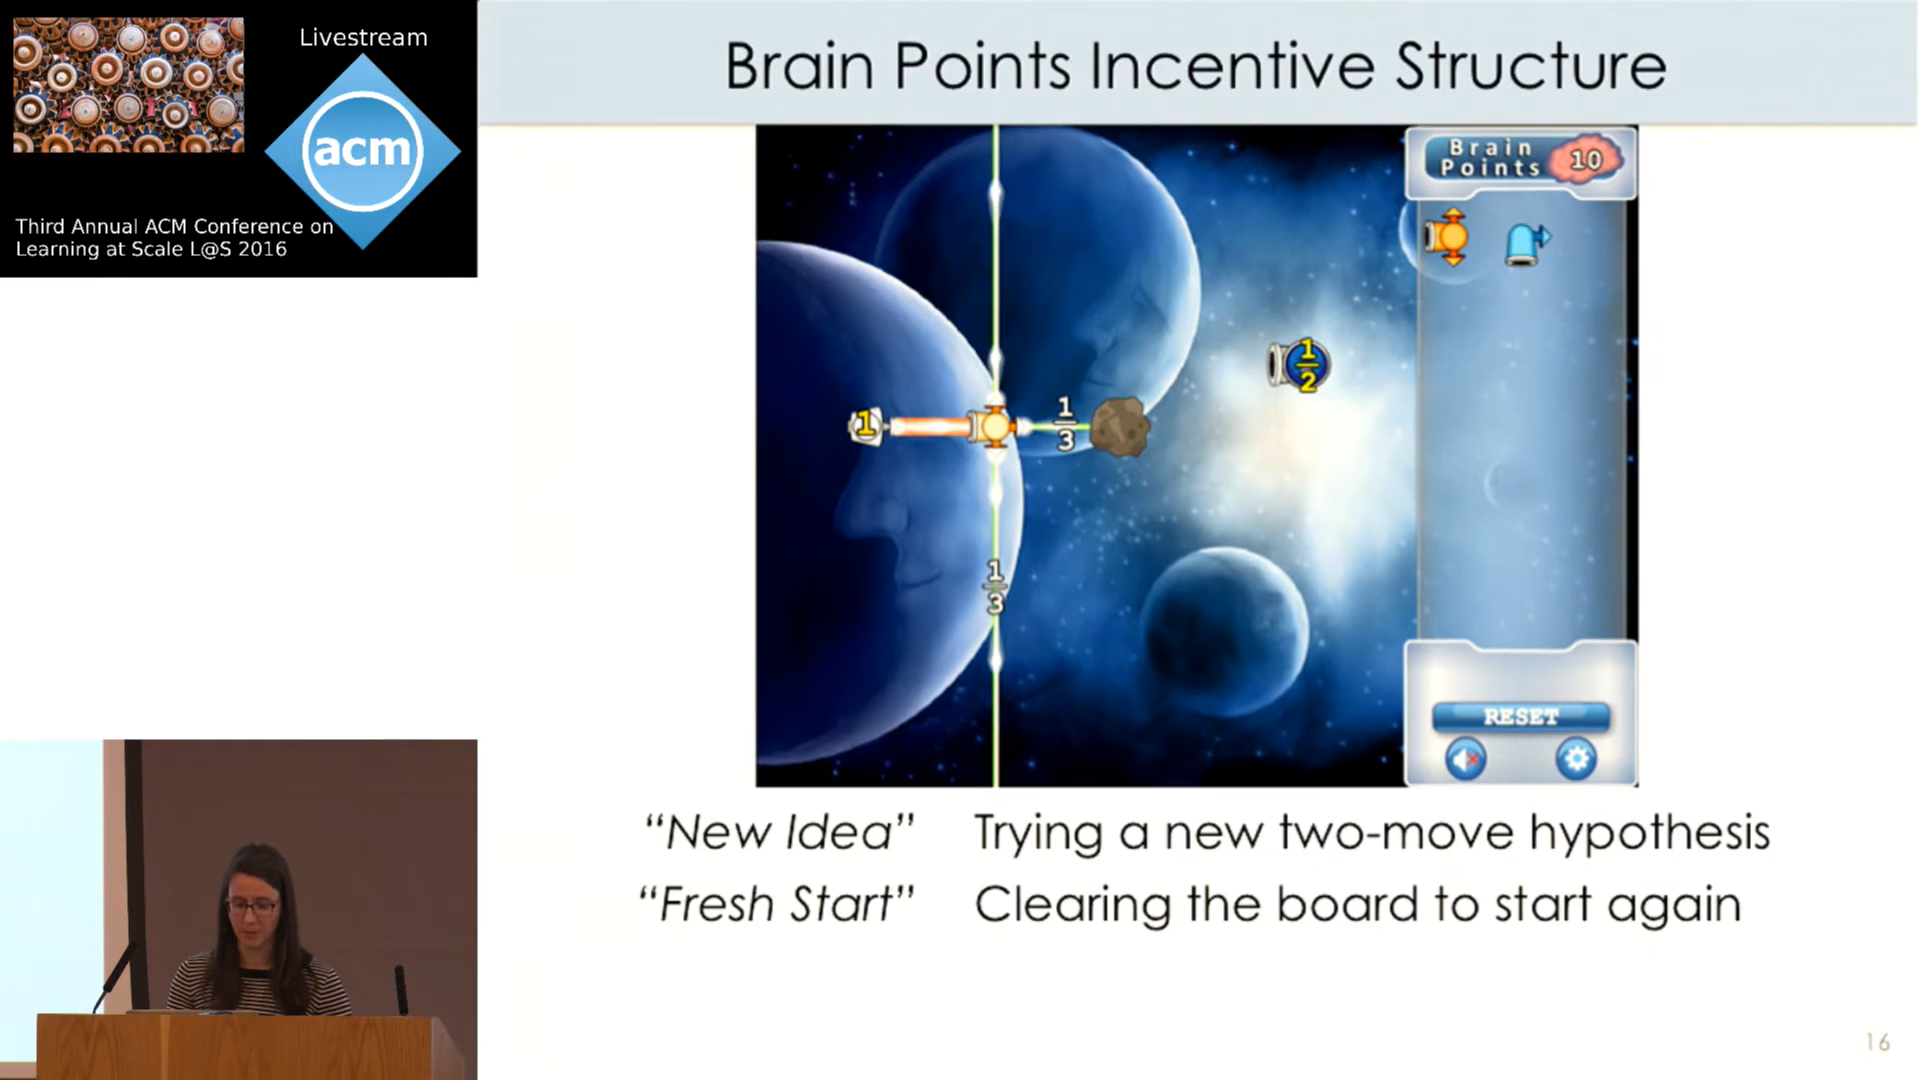 Livestream
acm
Third Annual ACM Conference on
Learning at Scale L@S 2016
Brain Points Incentive Structure
Brain
Points
10
1
2
1
1
3
1
3
RESET
“New Idea” Trying a new two-move hypothesis
“Fresh Start” Clearing the board to start again
16